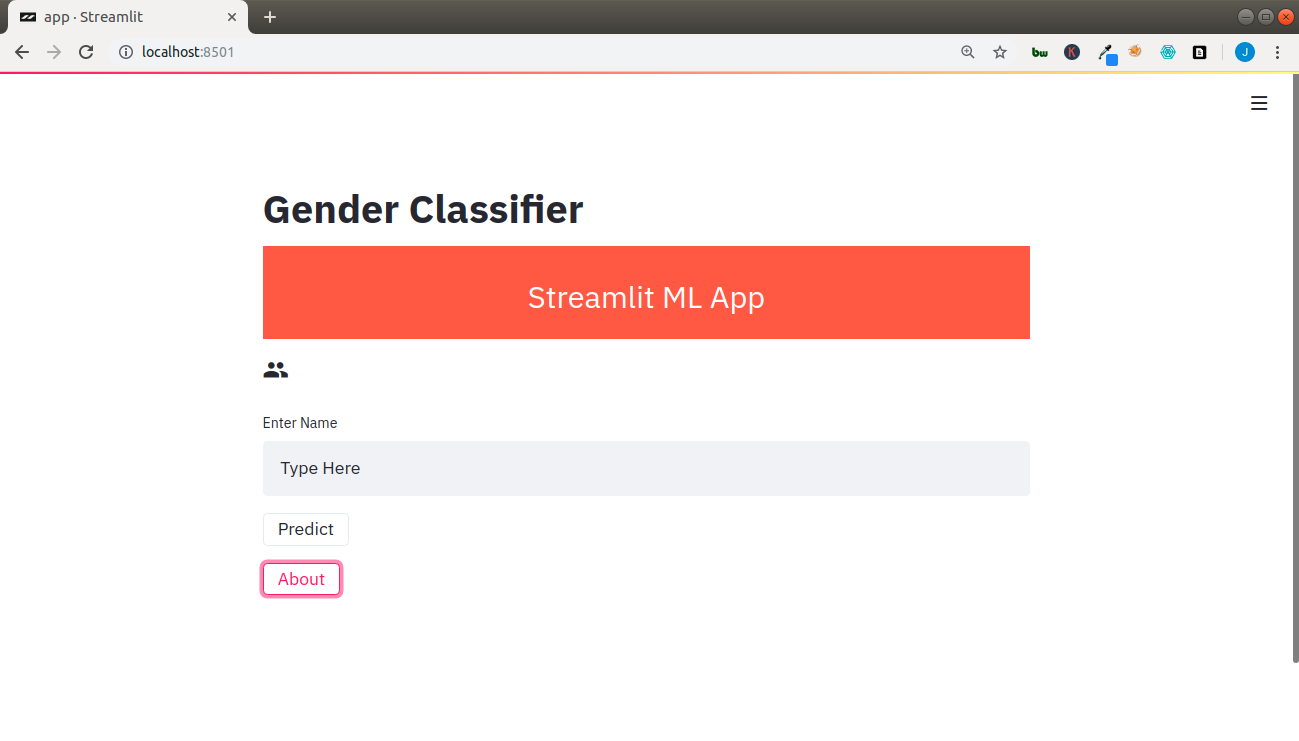 app · Streamlit
localhost:8501
bw
K
J
Gender Classifier
Streamlit ML App
Enter Name
Type Here
Predict
About